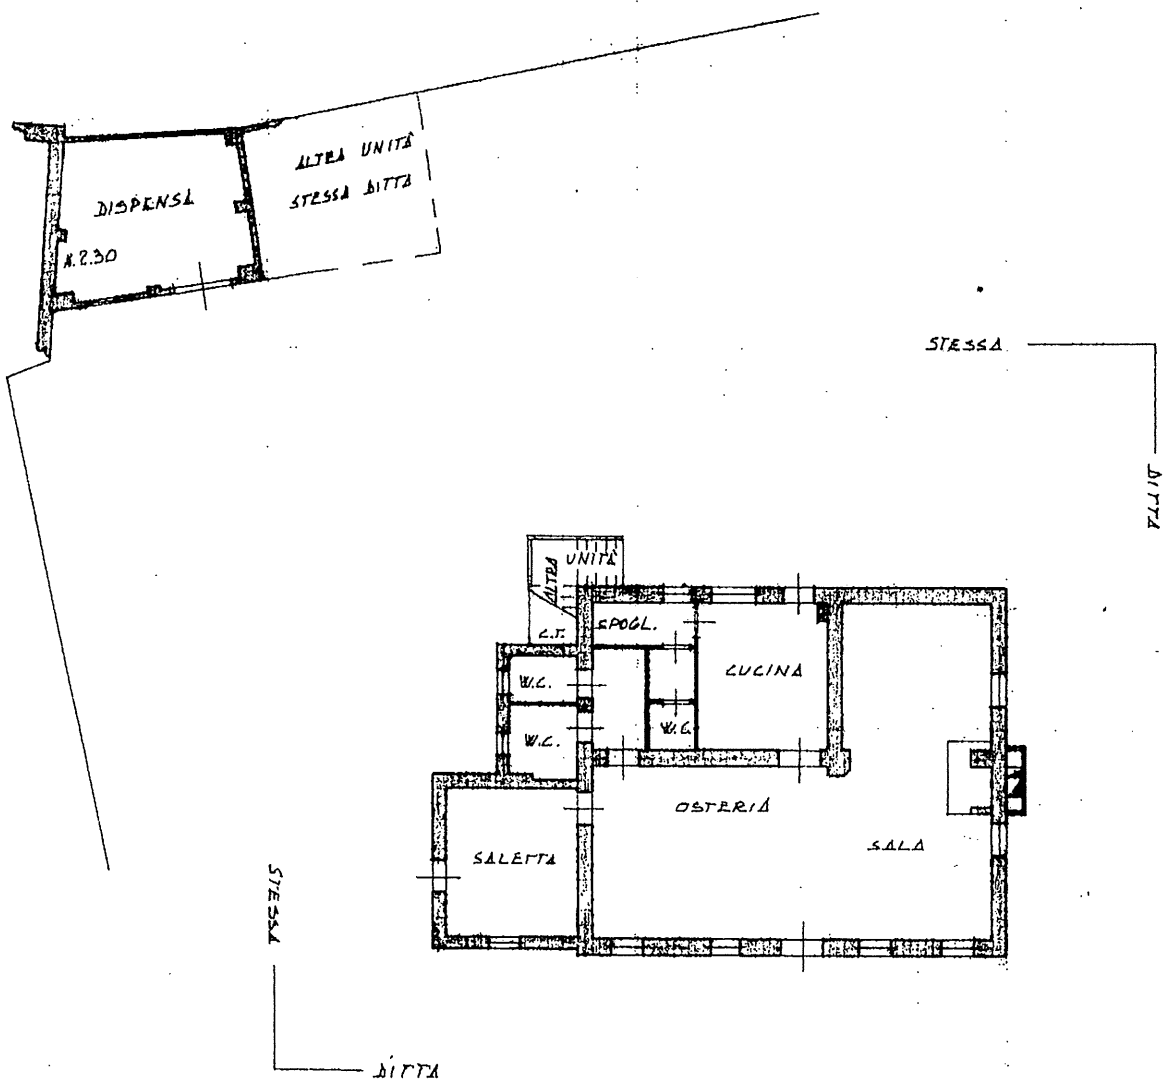 ALTRA UNITÀ
STESSA DITTA
DISPENSA
H.2.30
STESSA
DITTA
UNITÀ
ALTRA
C.T.
SPOGL.
W.C.
CUCINA
W.C.
W.C.
OSTERIA
SALA
SALETTA
STESSA
DITTA